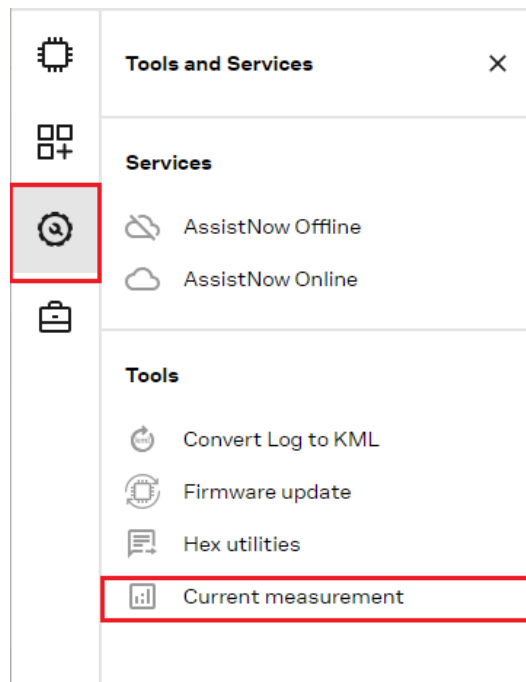 Tools and Services
Services
AssistNow Offline
AssistNow Online
Tools
Convert Log to KML
Firmware update
Hex utilities
Current measurement